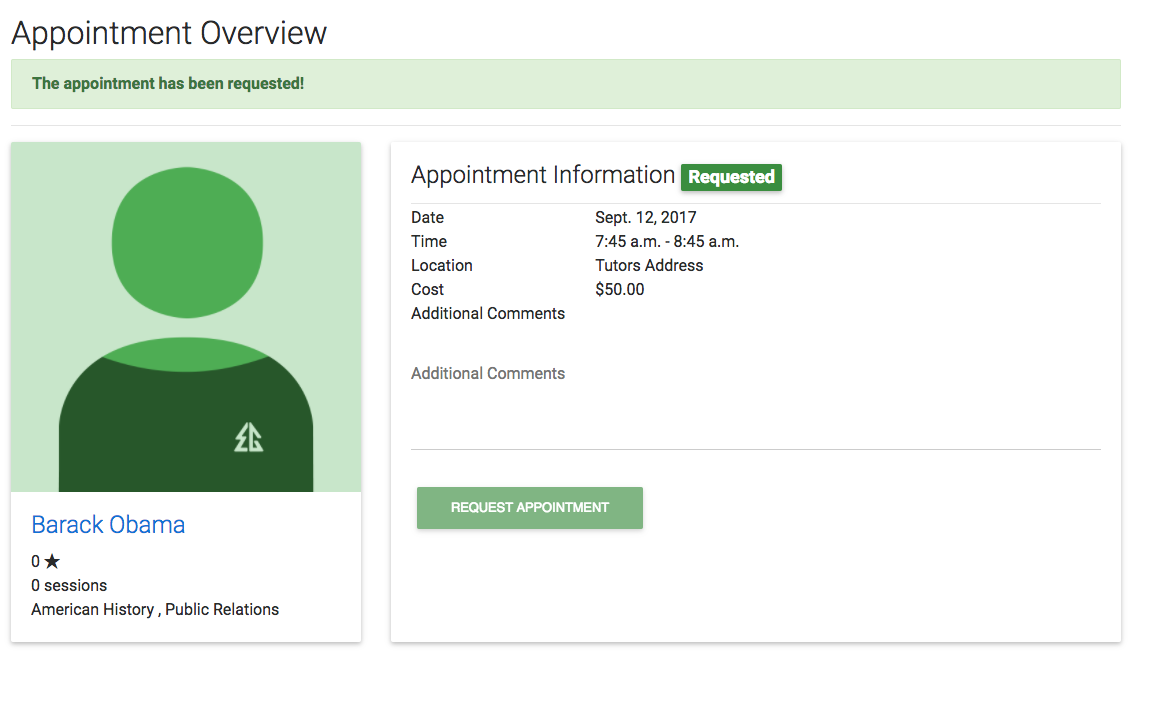 Appointment Overview
The appointment has been requested!
Appointment Information Requested
Date Sept. 12, 2017
Time 7:45 a.m. - 8:45 a.m.
Location Tutors Address
Cost $50.00
Additional Comments
Additional Comments
REQUEST APPOINTMENT
EG
Barack Obama
0 ★
0 sessions
American History , Public Relations